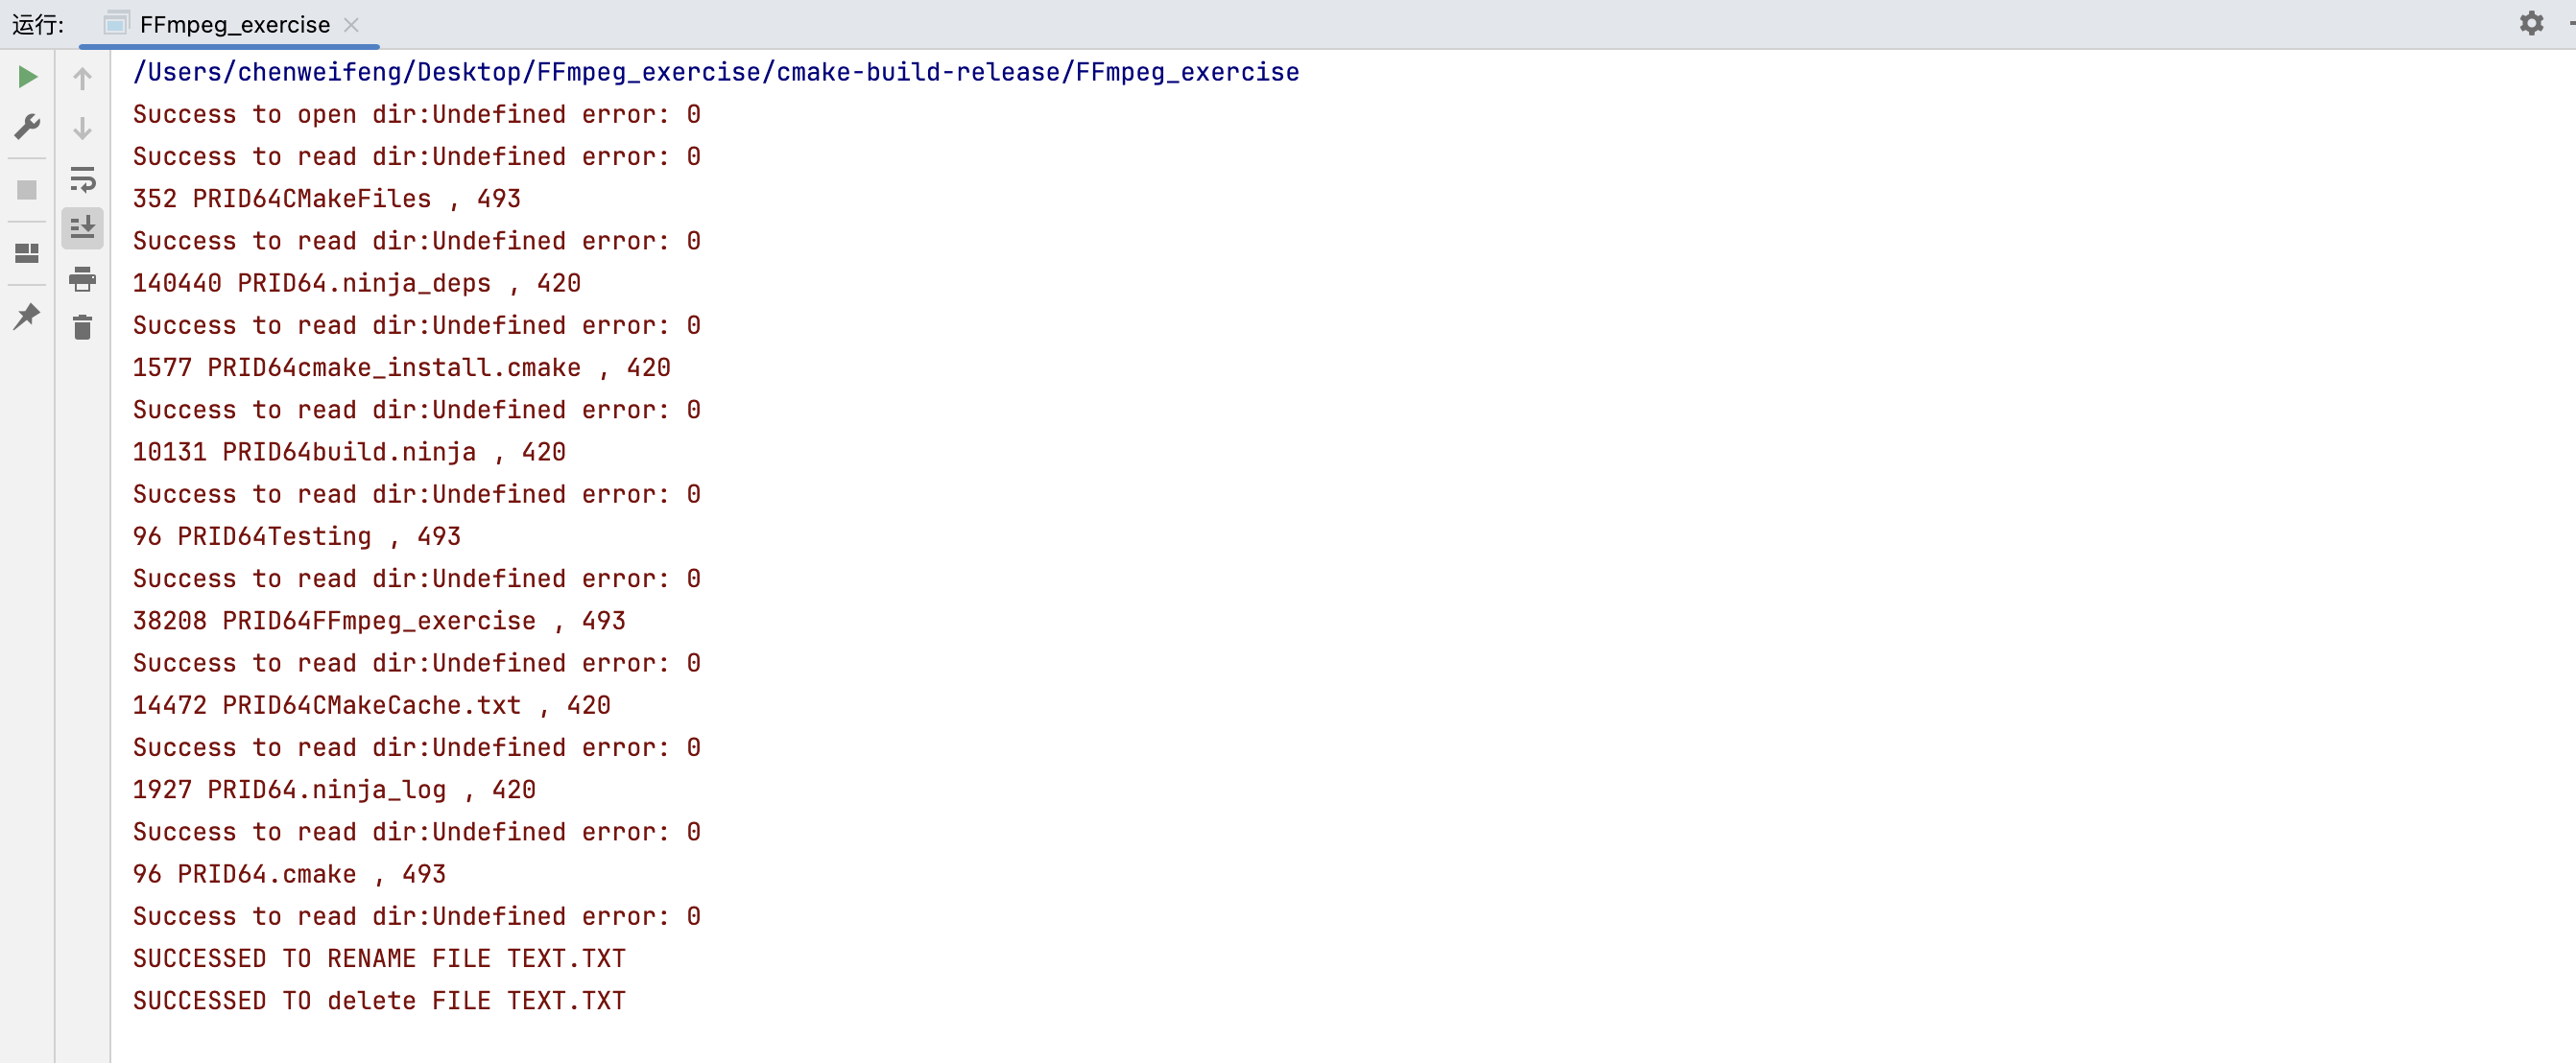 运行: FFmpeg_exercise
/Users/chenweifeng/Desktop/FFmpeg_exercise/cmake-build-release/FFmpeg_exercise
Success to open dir:Undefined error: 0
Success to read dir:Undefined error: 0
352 PRID64CMakeFiles , 493
Success to read dir:Undefined error: 0
140440 PRID64.ninja_deps , 420
Success to read dir:Undefined error: 0
1577 PRID64cmake_install.cmake , 420
Success to read dir:Undefined error: 0
10131 PRID64build.ninja , 420
Success to read dir:Undefined error: 0
96 PRID64Testing , 493
Success to read dir:Undefined error: 0
38208 PRID64FFmpeg_exercise , 493
Success to read dir:Undefined error: 0
14472 PRID64CMakeCache.txt , 420
Success to read dir:Undefined error: 0
1927 PRID64.ninja_log , 420
Success to read dir:Undefined error: 0
96 PRID64.cmake , 493
Success to read dir:Undefined error: 0
SUCCESSED TO RENAME FILE TEXT.TXT
SUCCESSED TO delete FILE TEXT.TXT